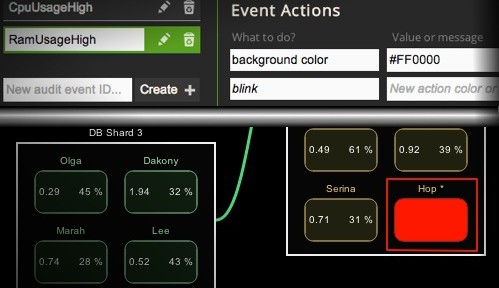 CpuUsageHigh
RamUsageHigh
New audit event ID...
Create +
Event Actions
What to do?
Value or message
background color
#FF0000
blink
New action color or
DB Shard 3
Olga
Dakony
0.29 45 %
1.94 32 %
Marah
Lee
0.74 28 %
0.52 43 %
0.49 61 %
0.92 39 %
Serina
Hop *
0.71 31 %